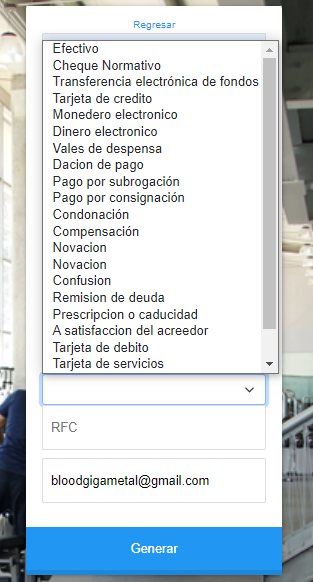 Regresar
Efectivo
Cheque Normativo
Transferencia electrónica de fondos
Tarjeta de credito
Monedero electronico
Dinero electronico
Vales de despensa
Dacion de pago
Pago por subrogación
Pago por consignación
Condonación
Compensación
Novacion
Novacion
Confusion
Remision de deuda
Prescripcion o caducidad
A satisfaccion del acreedor
Tarjeta de debito
Tarjeta de servicios
RFC
bloodgigametal@gmail.com
Generar